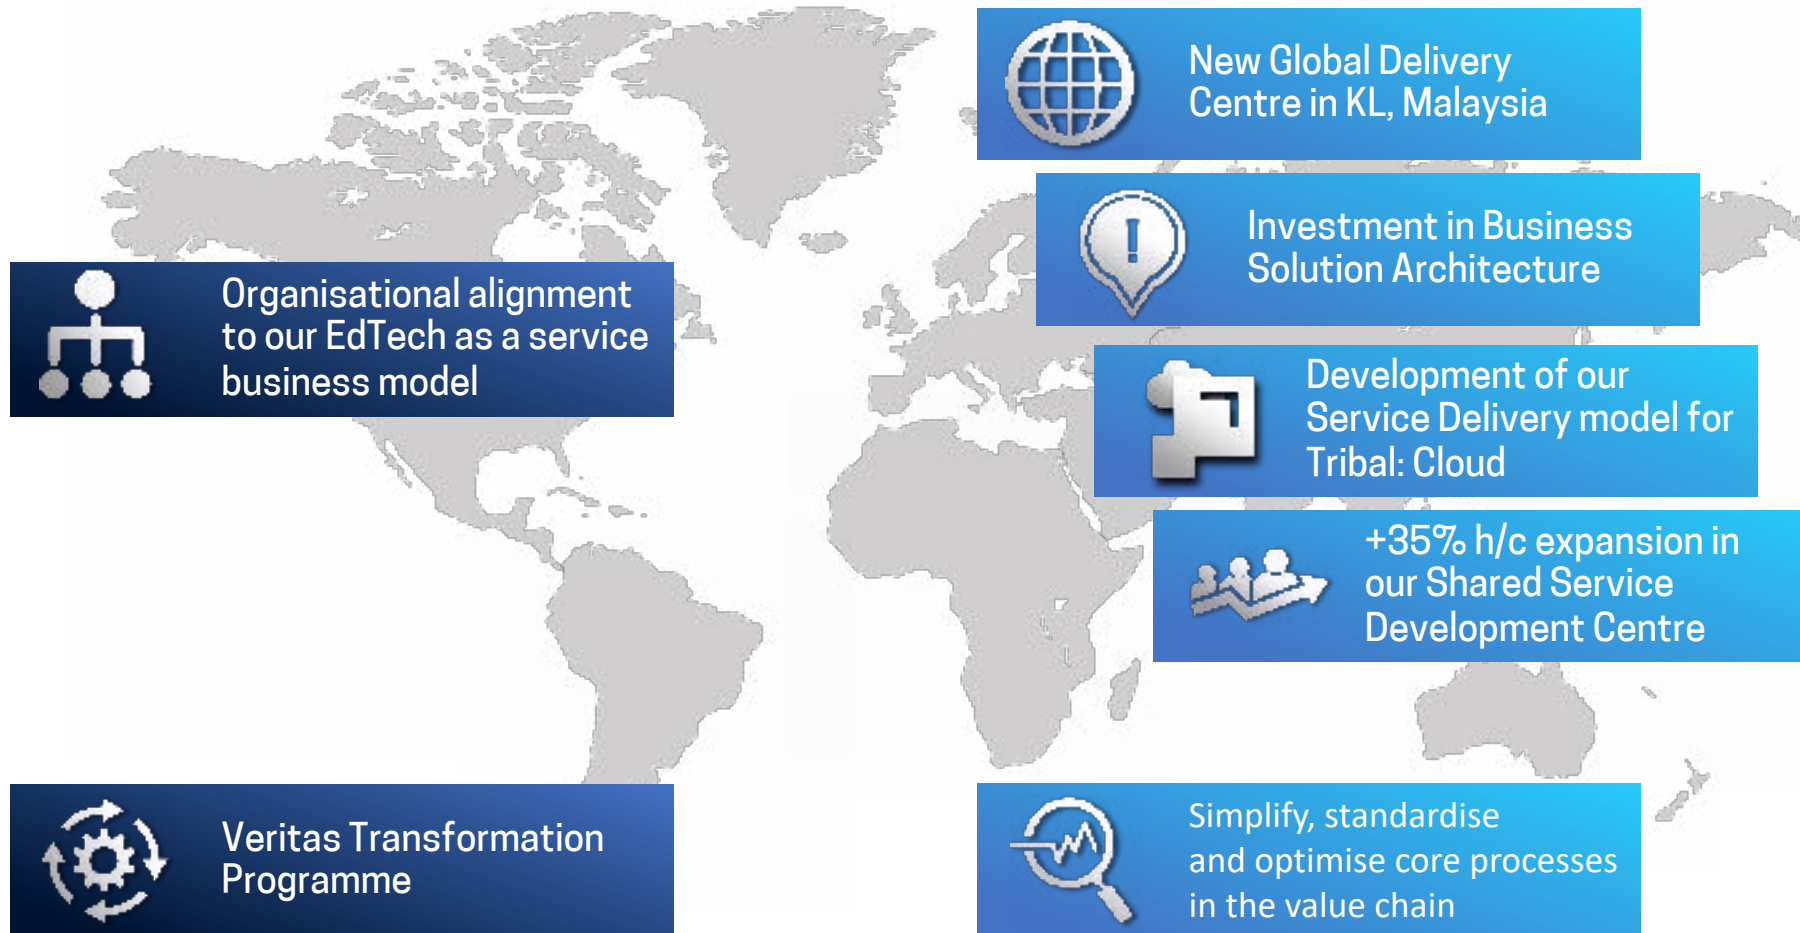 New Global Delivery
Centre in KL, Malaysia
Investment in Business
Solution Architecture
Organisational alignment
to our EdTech as a service
business model
Development of our
Service Delivery model for
Tribal: Cloud
+35% h/c expansion in
our Shared Service
Development Centre
Veritas Transformation
Programme
Simplify, standardise
and optimise core processes
in the value chain